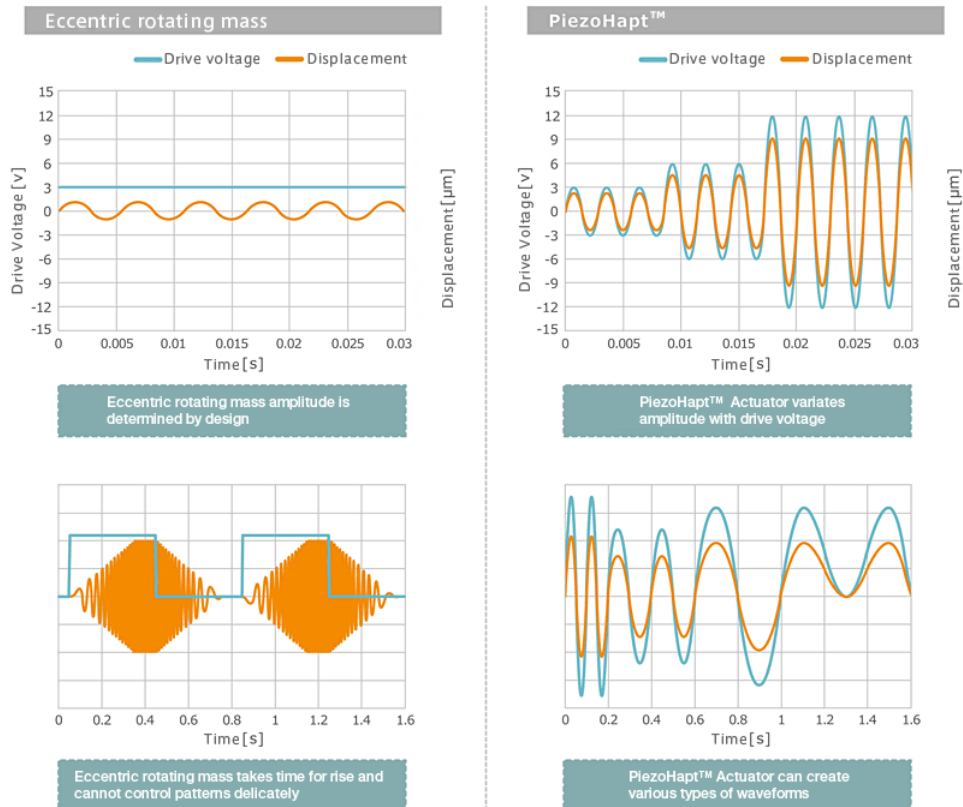 Eccentric rotating mass
Drive voltage Displacement
15
12
9
6
3
0
-3
-6
-9
-12
-15
Drive Voltage[v]
Displacement[μm]
0 0.005 0.01 0.015 0.02 0.025 0.03
Time[s]
Eccentric rotating mass amplitude is
determined by design
0 0.2 0.4 0.6 0.8 1 1.2 1.4 1.6
Time[s]
Eccentric rotating mass takes time for rise and
cannot control patterns delicately
PiezoHapt™
Drive voltage Displacement
15
12
9
6
3
0
-3
-6
-9
-12
-15
Drive Voltage[v]
Displacement[μm]
0 0.005 0.01 0.015 0.02 0.025 0.03
Time[s]
PiezoHapt™ Actuator variates
amplitude with drive voltage
0 0.2 0.4 0.6 0.8 1 1.2 1.4 1.6
Time[s]
PiezoHapt™ Actuator can create
various types of waveforms